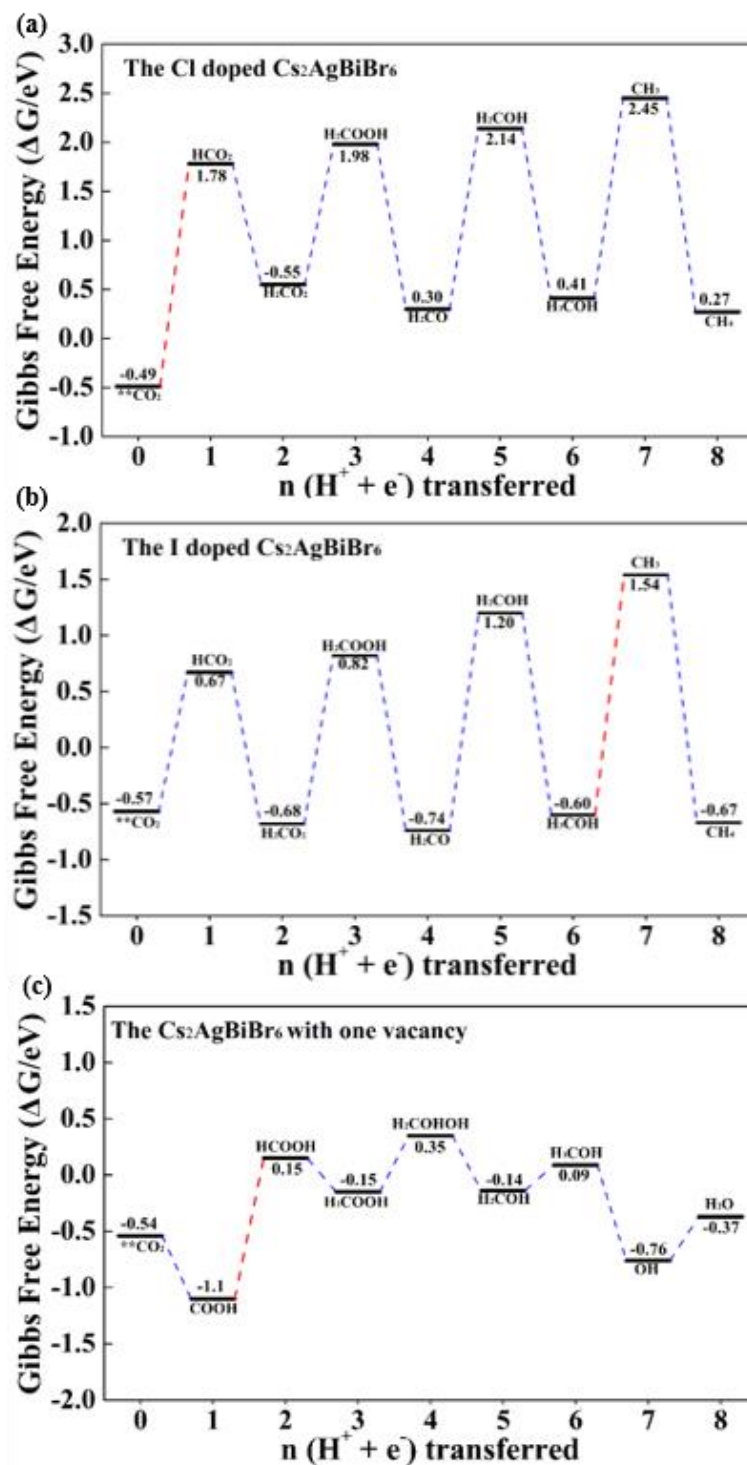 (a)
The Cl doped Cs₂AgBiBr₆
Gibbs Free Energy (ΔG/eV)
3.0
2.5
2.0
1.5
1.0
0.5
0.0
-0.5
-1.0
-0.49
**CO₂
HCO₂
1.78
-0.55
H₂CO₂
H₂COOH
1.98
0.30
H₂CO
H₂COH
2.14
0.41
H₃COH
CH₃
2.45
0.27
CH₄
0 1 2 3 4 5 6 7 8
n (H⁺ + e⁻) transferred
(b)
The I doped Cs₂AgBiBr₆
Gibbs Free Energy (ΔG/eV)
2.0
1.5
1.0
0.5
0.0
-0.5
-1.0
-1.5
-0.57
**CO₂
HCO₂
0.67
-0.68
H₂CO₂
H₂COOH
0.82
-0.74
H₂CO
H₂COH
1.20
-0.60
H₃COH
CH₃
1.54
-0.67
CH₄
0 1 2 3 4 5 6 7 8
n (H⁺ + e⁻) transferred
(c)
The Cs₂AgBiBr₆ with one vacancy
Gibbs Free Energy (ΔG/eV)
1.5
1.0
0.5
0.0
-0.5
-1.0
-1.5
-2.0
-0.54
**CO₂
-1.1
COOH
HCOOH
0.15
-0.15
H₂COOH
H₂COHOH
0.35
-0.14
H₂COH
H₃COH
0.09
-0.76
OH
H₂O
-0.37
0 1 2 3 4 5 6 7 8
n (H⁺ + e⁻) transferred